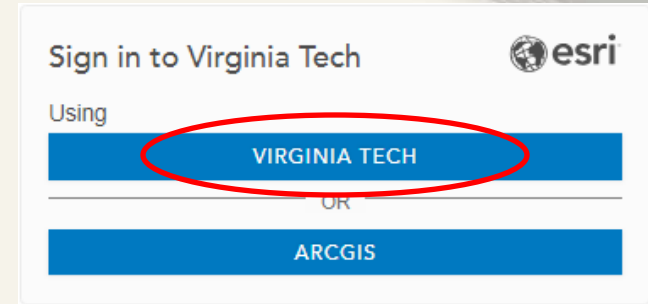 Sign in to Virginia Tech
esri
Using
VIRGINIA TECH
OR
ARCGIS